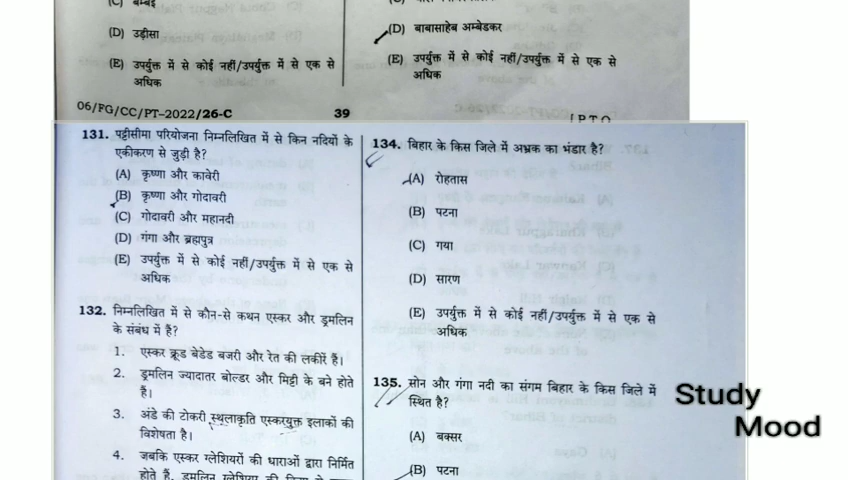 (C) बम्बई
(D) उड़ीसा
(E) उपर्युक्त में से कोई नहीं/उपर्युक्त में से एक से
अधिक
(D) बाबासाहेब अम्बेडकर
(E) उपर्युक्त में से कोई नहीं/उपर्युक्त में से एक से
अधिक
06/FG/CC/PT–2022/26-C
39
131. पट्टीसीमा परियोजना निम्नलिखित में से किन नदियों के
एकीकरण से जुड़ी है?
(A) कृष्णा और कावेरी
(B) कृष्णा और गोदावरी
(C) गोदावरी और महानदी
(D) गंगा और ब्रह्मपुत्र
(E) उपर्युक्त में से कोई नहीं/उपर्युक्त में से एक से
अधिक
132. निम्नलिखित में से कौन-से कथन एस्कर और ड्रमलिन
के संबंध में हैं?
1. एस्कर क्रूड बेडेड बजरी और रेत की लकीरें हैं।
2. ड्रमलिन ज्यादातर बोल्डर और मिट्टी के बने होते
हैं।
3. अंडे की टोकरी स्थलाकृति एस्करयुक्त इलाकों की
विशेषता है।
4. जबकि एस्कर ग्लेशियरों की धाराओं द्वारा निर्मित
होते हैं, ड्रमलिन ग्लेशियर की
134. बिहार के किस जिले में अभ्रक का भंडार है?
(A) रोहतास
(B) पटना
(C) गया
(D) सारण
(E) उपर्युक्त में से कोई नहीं/उपर्युक्त में से एक से
अधिक
135. सोन और गंगा नदी का संगम बिहार के किस जिले में
स्थित है?
(A) बक्सर
(B) पटना
Study
Mood